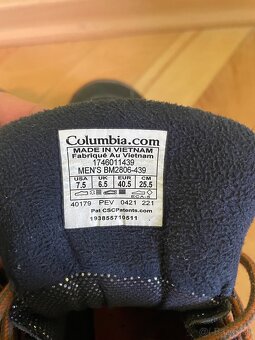 Columbia.com
MADE IN VIETNAM
Fabriqué Au Vietnam
1746011439
MEN'S BM2806-439
USA UK EUR CM
7.5 6.5 40.5 25.5
40179 PEV 0421 221
Pat CSCPatents.com
193855710511